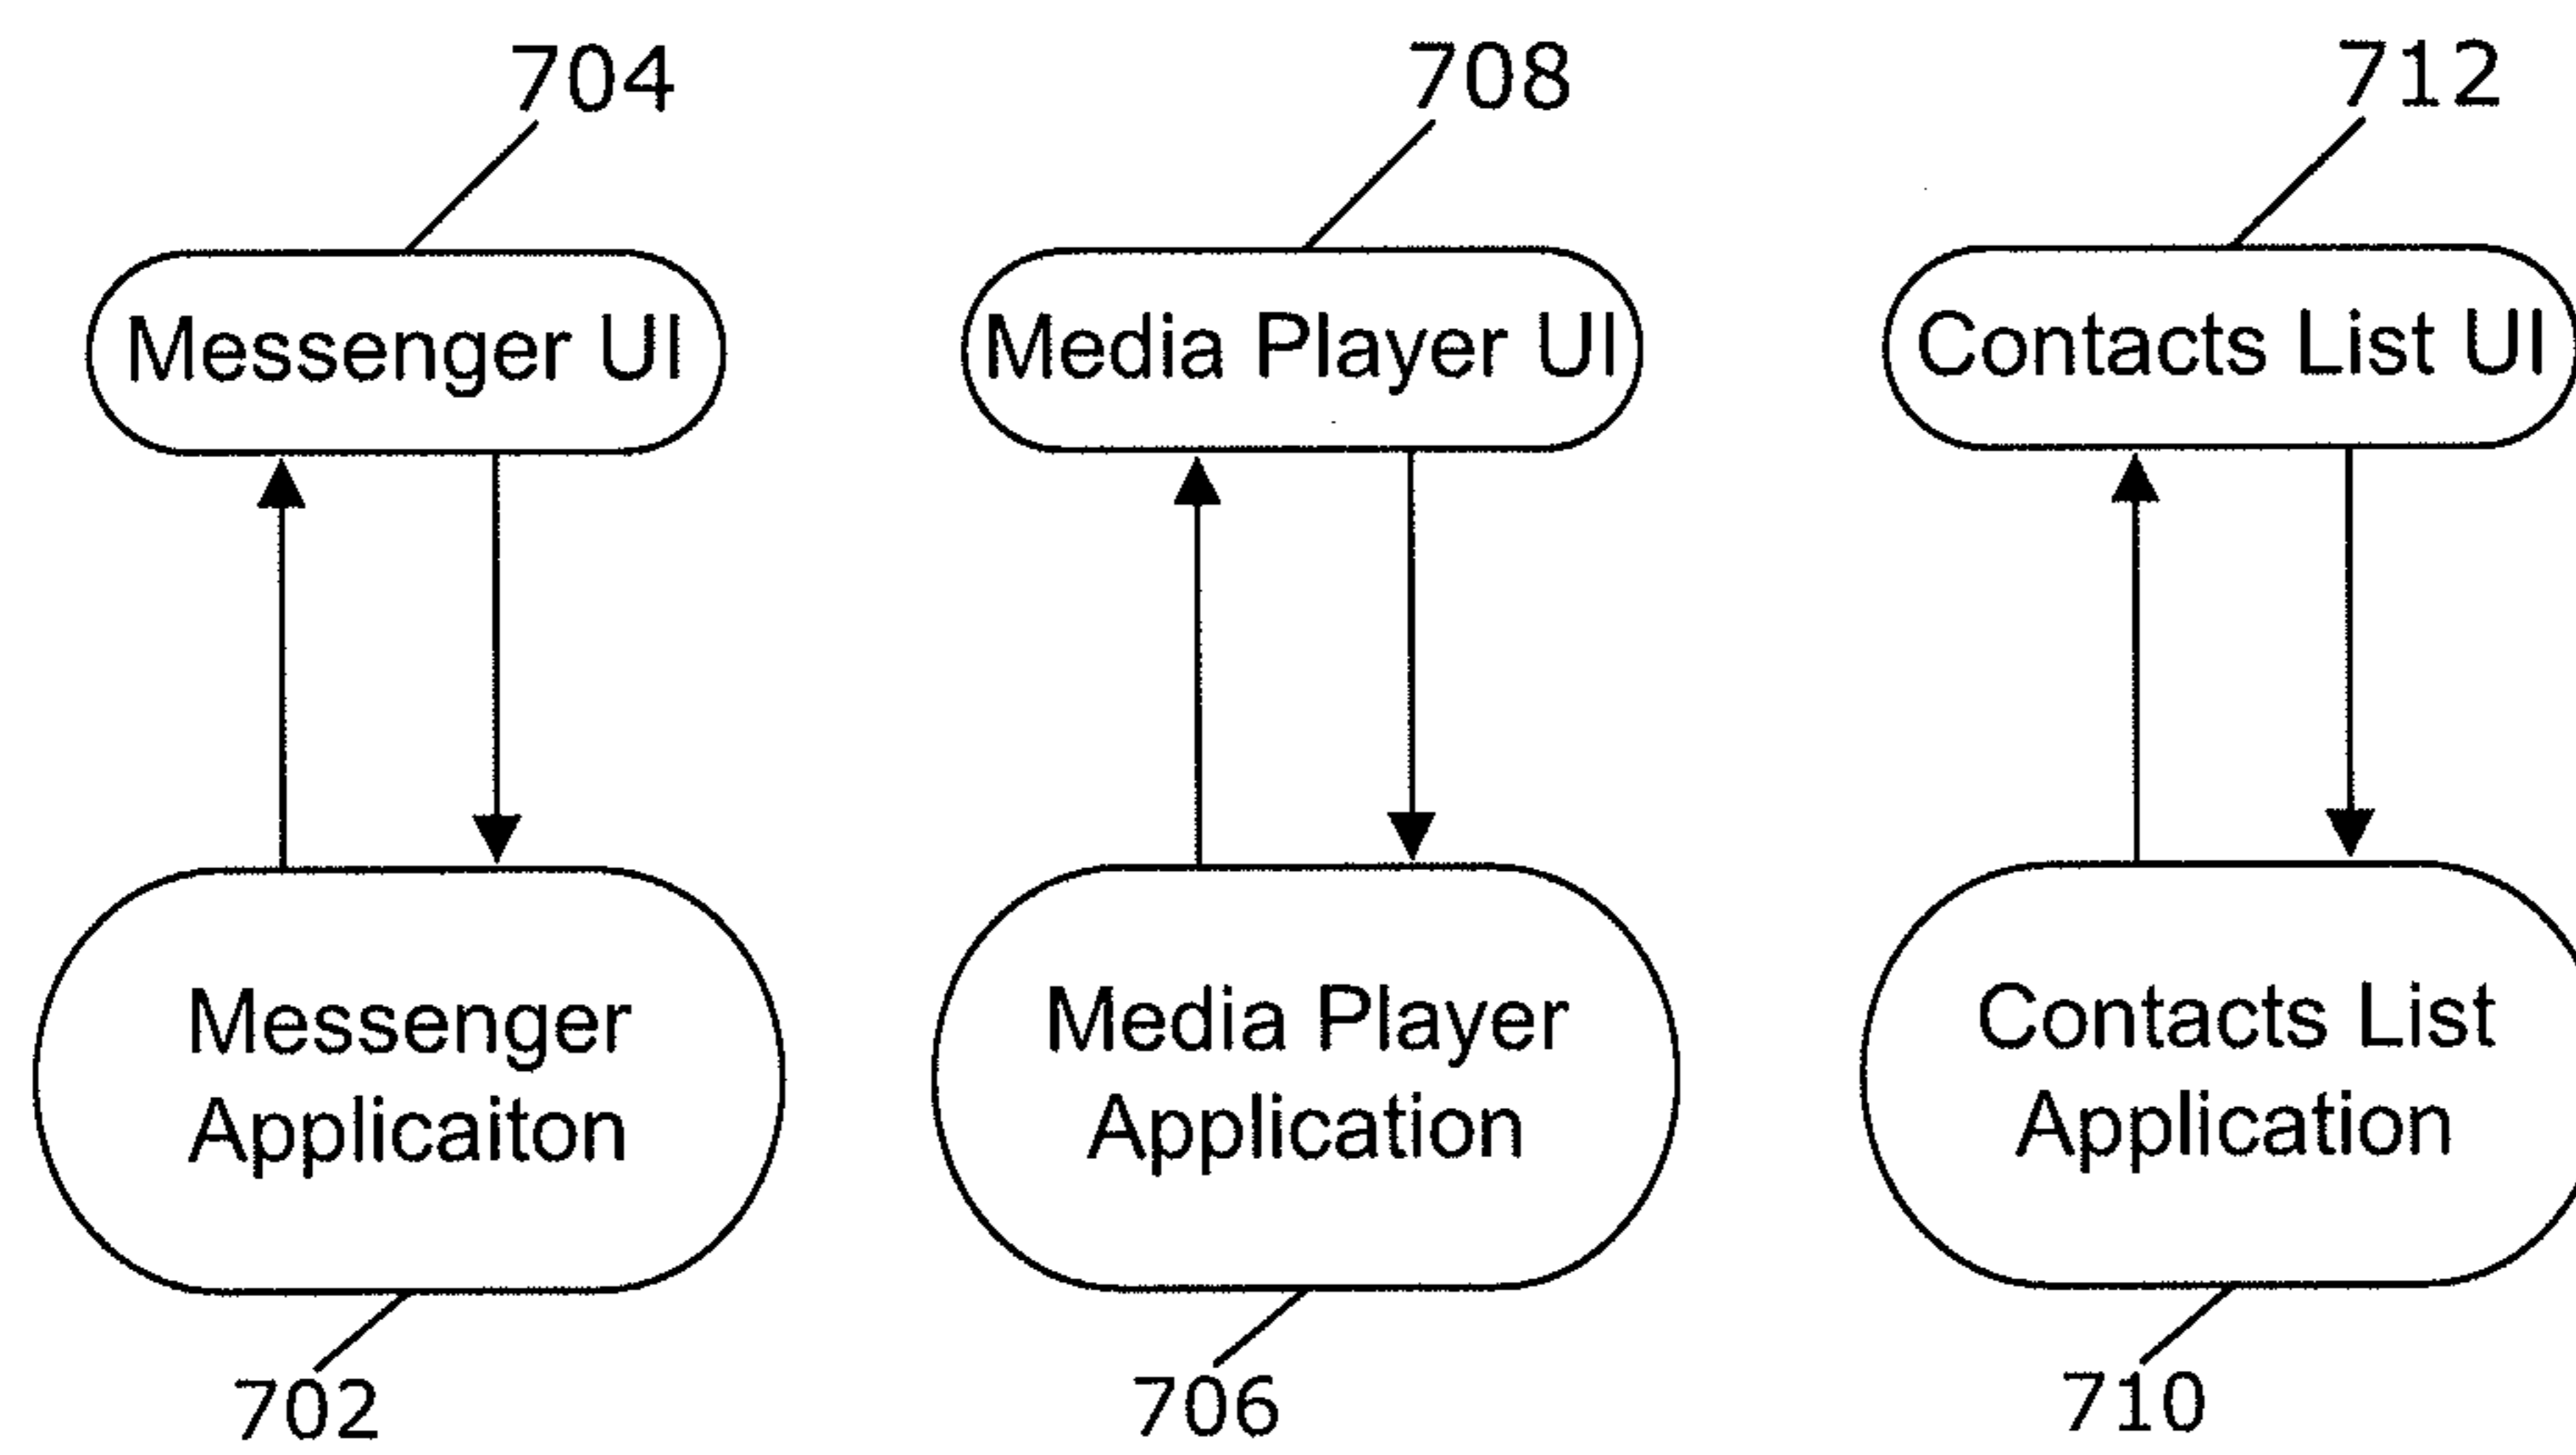 704
708
712
Messenger UI
Media Player UI
Contacts List UI
Messenger
Applicaiton
Media Player
Application
Contacts List
Application
702
706
710